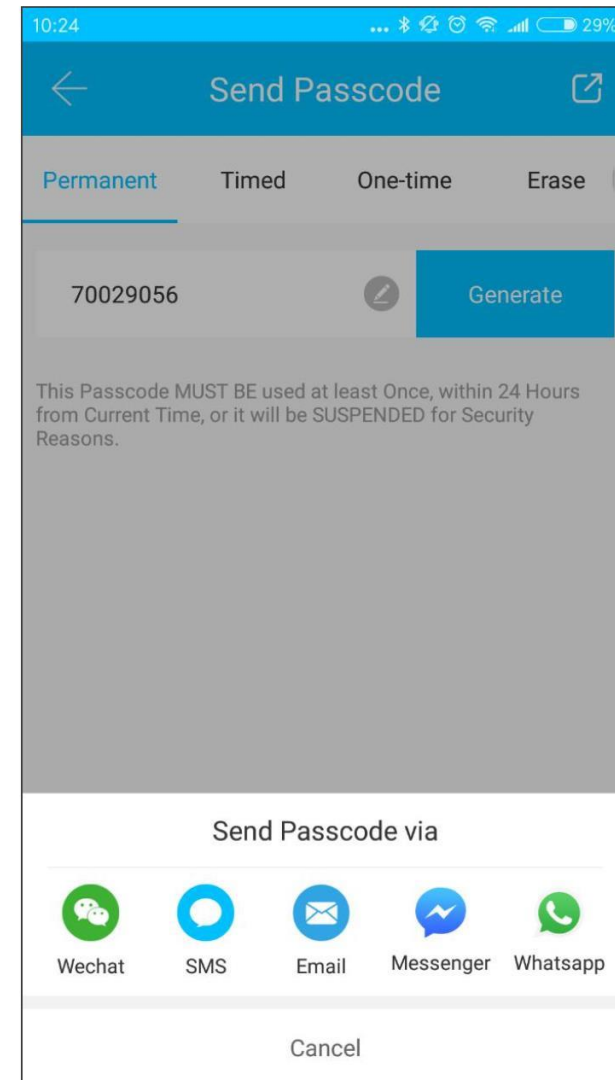 10:24 ... 29%
Send Passcode
Permanent Timed One-time Erase
70029056 Generate
This Passcode MUST BE used at least Once, within 24 Hours
from Current Time, or it will be SUSPENDED for Security
Reasons.
Send Passcode via
Wechat SMS Email Messenger Whatsapp
Cancel